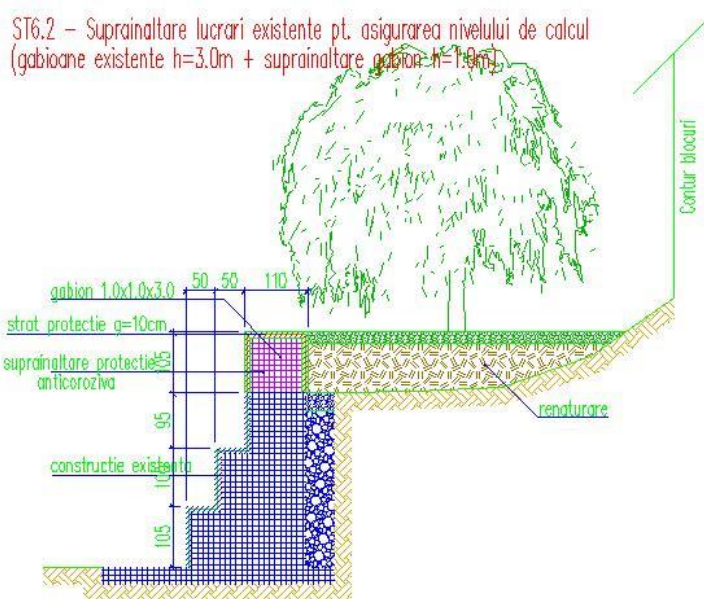 ST6.2 - Suprainaltare lucrari existente pt. asigurarea nivelului de calcul
(gabioane existente h=3.0m + suprainaltare gabion h=1.0m)
Contur blocuri
50 50 110
gabion 1.0x1.0x3.0
strat protectie g=10cm
suprainaltare protectie
anticoroziva
105
95
renaturare
constructie existenta
105